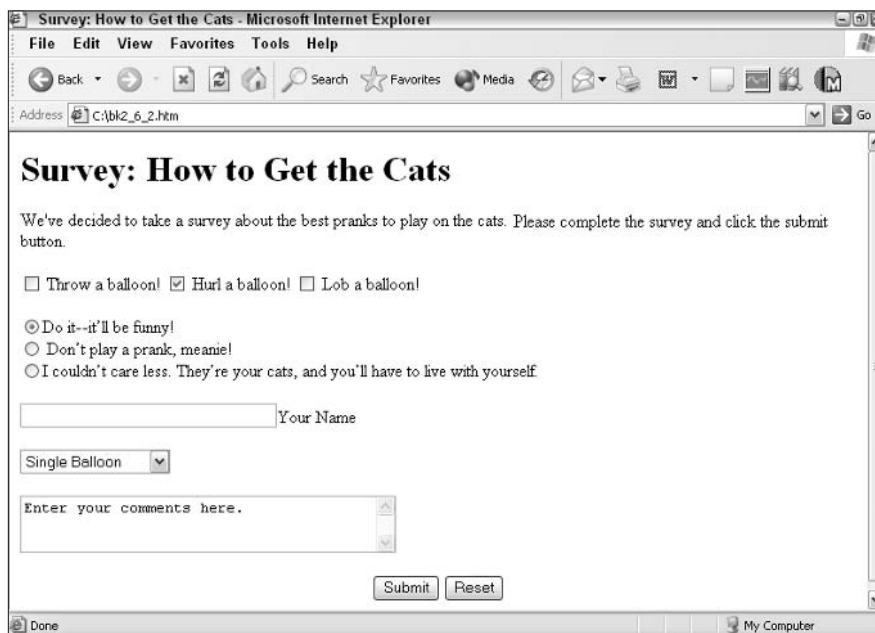 Survey: How to Get the Cats - Microsoft Internet Explorer
File Edit View Favorites Tools Help
Back Search Favorites Media
Address C:\bk2_6_2.htm Go
Survey: How to Get the Cats
We've decided to take a survey about the best pranks to play on the cats. Please complete the survey and click the submit
button.
Throw a balloon! Hurl a balloon! Lob a balloon!
Do it--it'll be funny!
Don't play a prank, meanie!
I couldn't care less. They're your cats, and you'll have to live with yourself.
Your Name
Single Balloon
Enter your comments here.
Submit Reset
Done My Computer